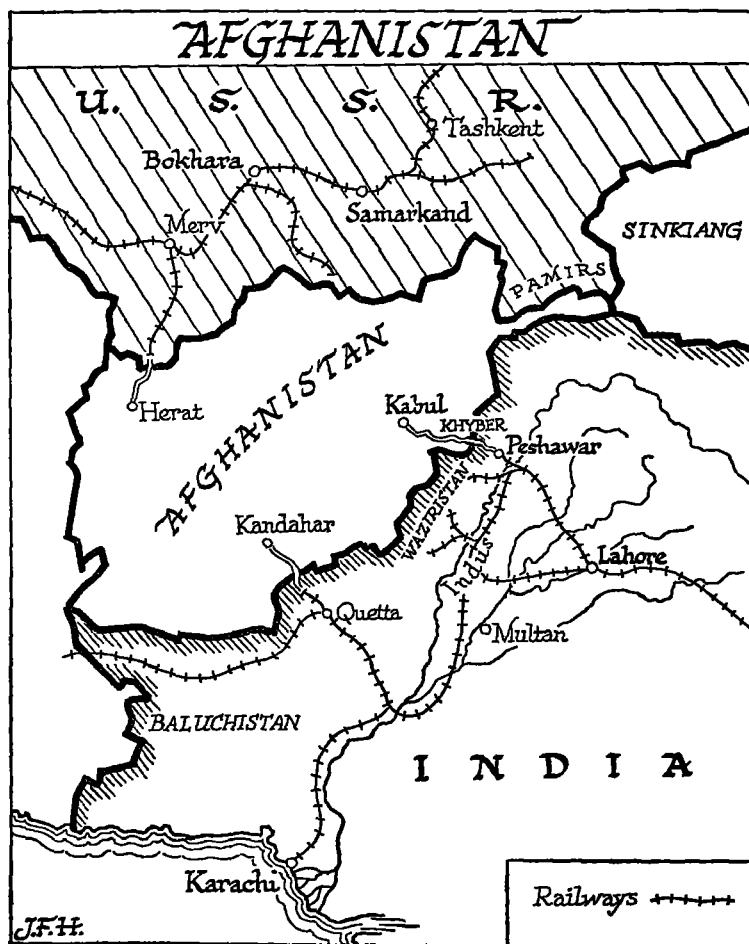 AFGHANISTAN
U. S. S. R.
Tashkent
Bokhara
Samarkand
Merv
SINKIANG
PAMIRS
AFGHANISTAN
Herat
Kabul
KHYBER
Peshawar
WAZIRISTAN
Kandahar
Indus
Lahore
Quetta
Multan
BALUCHISTAN
INDIA
Karachi
Railways
J.F.H.